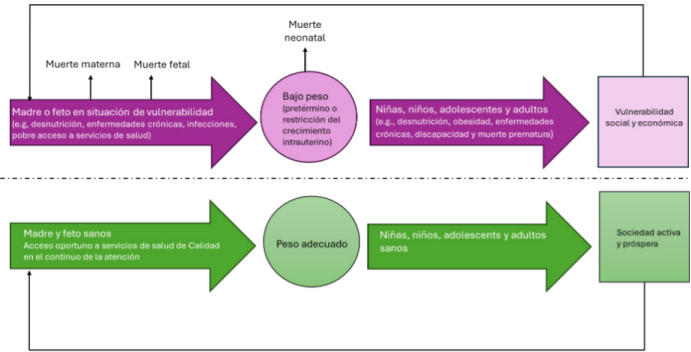 Muerte
neonatal
Muerte materna
Muerte fetal
Madre o feto en situación de vulnerabilidad
(e.g, desnutrición, enfermedades crónicas, infecciones,
pobre acceso a servicios de salud)
Bajo peso
(pretérmino o
restricción del
crecimiento
intrauterino)
Niñas, niños, adolescentes y adultos
(e.g., desnutrición, obesidad, enfermedades
crónicas, discapacidad y muerte prematura)
Vulnerabilidad
social y económica
Madre y feto sanos
Acceso oportuno a servicios de salud de Calidad
en el continuo de la atención
Peso adecuado
Niñas, niños, adolescents y adultos
sanos
Sociedad activa
y próspera